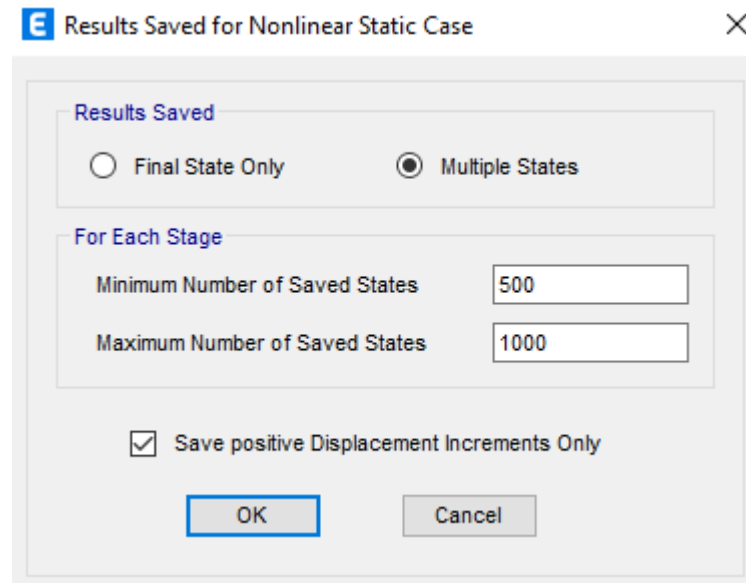 E Results Saved for Nonlinear Static Case
Results Saved
Final State Only Multiple States
For Each Stage
Minimum Number of Saved States 500
Maximum Number of Saved States 1000
Save positive Displacement Increments Only
OK Cancel